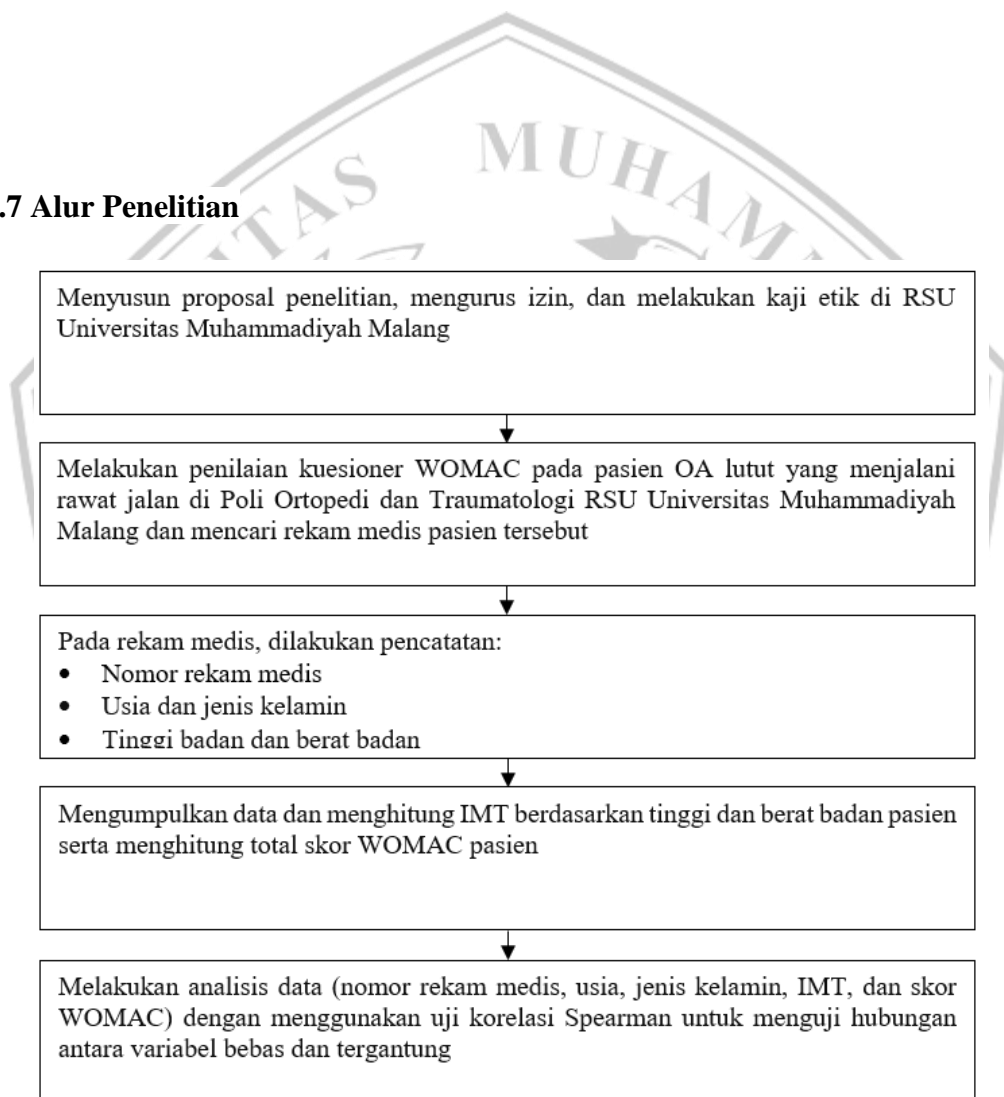 MUHAM
TAS
.7 Alur Penelitian
Menyusun proposal penelitian, mengurus izin, dan melakukan kaji etik di RSU
Universitas Muhammadiyah Malang
Melakukan penilaian kuesioner WOMAC pada pasien OA lutut yang menjalani
rawat jalan di Poli Ortopedi dan Traumatologi RSU Universitas Muhammadiyah
Malang dan mencari rekam medis pasien tersebut
Pada rekam medis, dilakukan pencatatan:
• Nomor rekam medis
• Usia dan jenis kelamin
• Tinggi badan dan berat badan
Mengumpulkan data dan menghitung IMT berdasarkan tinggi dan berat badan pasien
serta menghitung total skor WOMAC pasien
Melakukan analisis data (nomor rekam medis, usia, jenis kelamin, IMT, dan skor
WOMAC) dengan menggunakan uji korelasi Spearman untuk menguji hubungan
antara variabel bebas dan tergantung